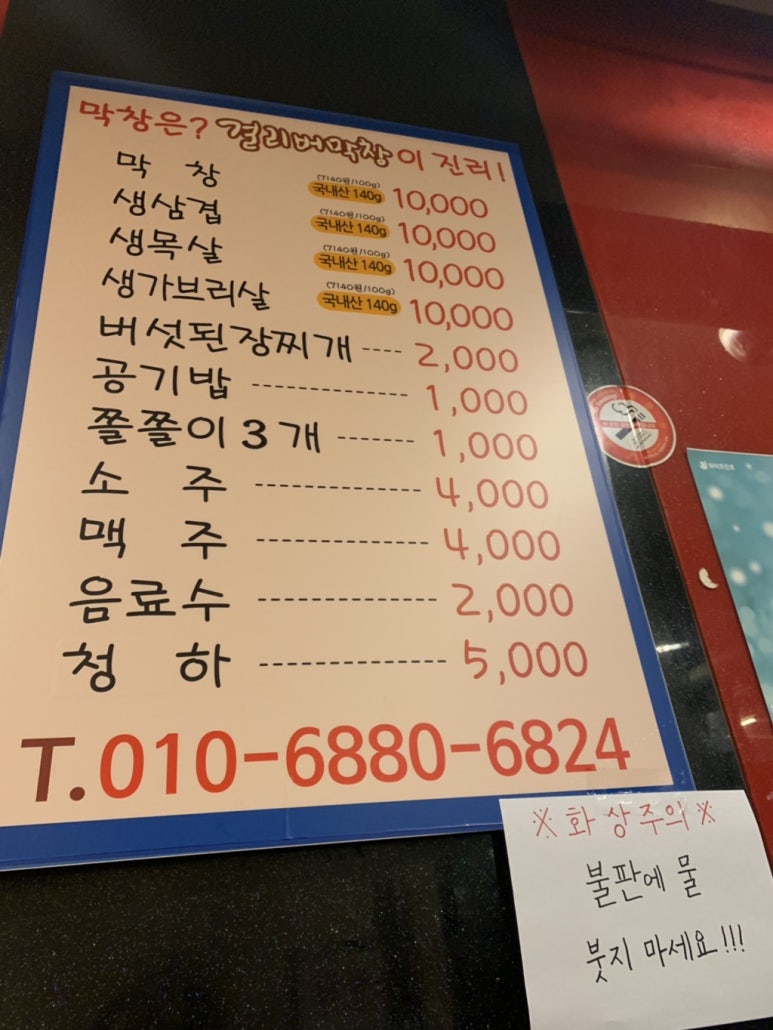 막창은? 걸리버막창이 진리!
막 창 (7140원/100g) 국내산 140g 10,000
생삼겹 (7140원/100g) 국내산 140g 10,000
생목살 (7140원/100g) 국내산 140g 10,000
생가브리살 (7140원/100g) 국내산 140g 10,000
버섯된장찌개 ---- 2,000
공기밥 -------------- 1,000
쫄쫄이 3개 ------- 1,000
소 주 --------------- 4,000
맥 주 --------------- 4,000
음료수 --------------- 2,000
청 하 --------------- 5,000
T.010-6880-6824
※ 화상주의 ※
불판에 물
붓지 마세요!!!
하이트진로